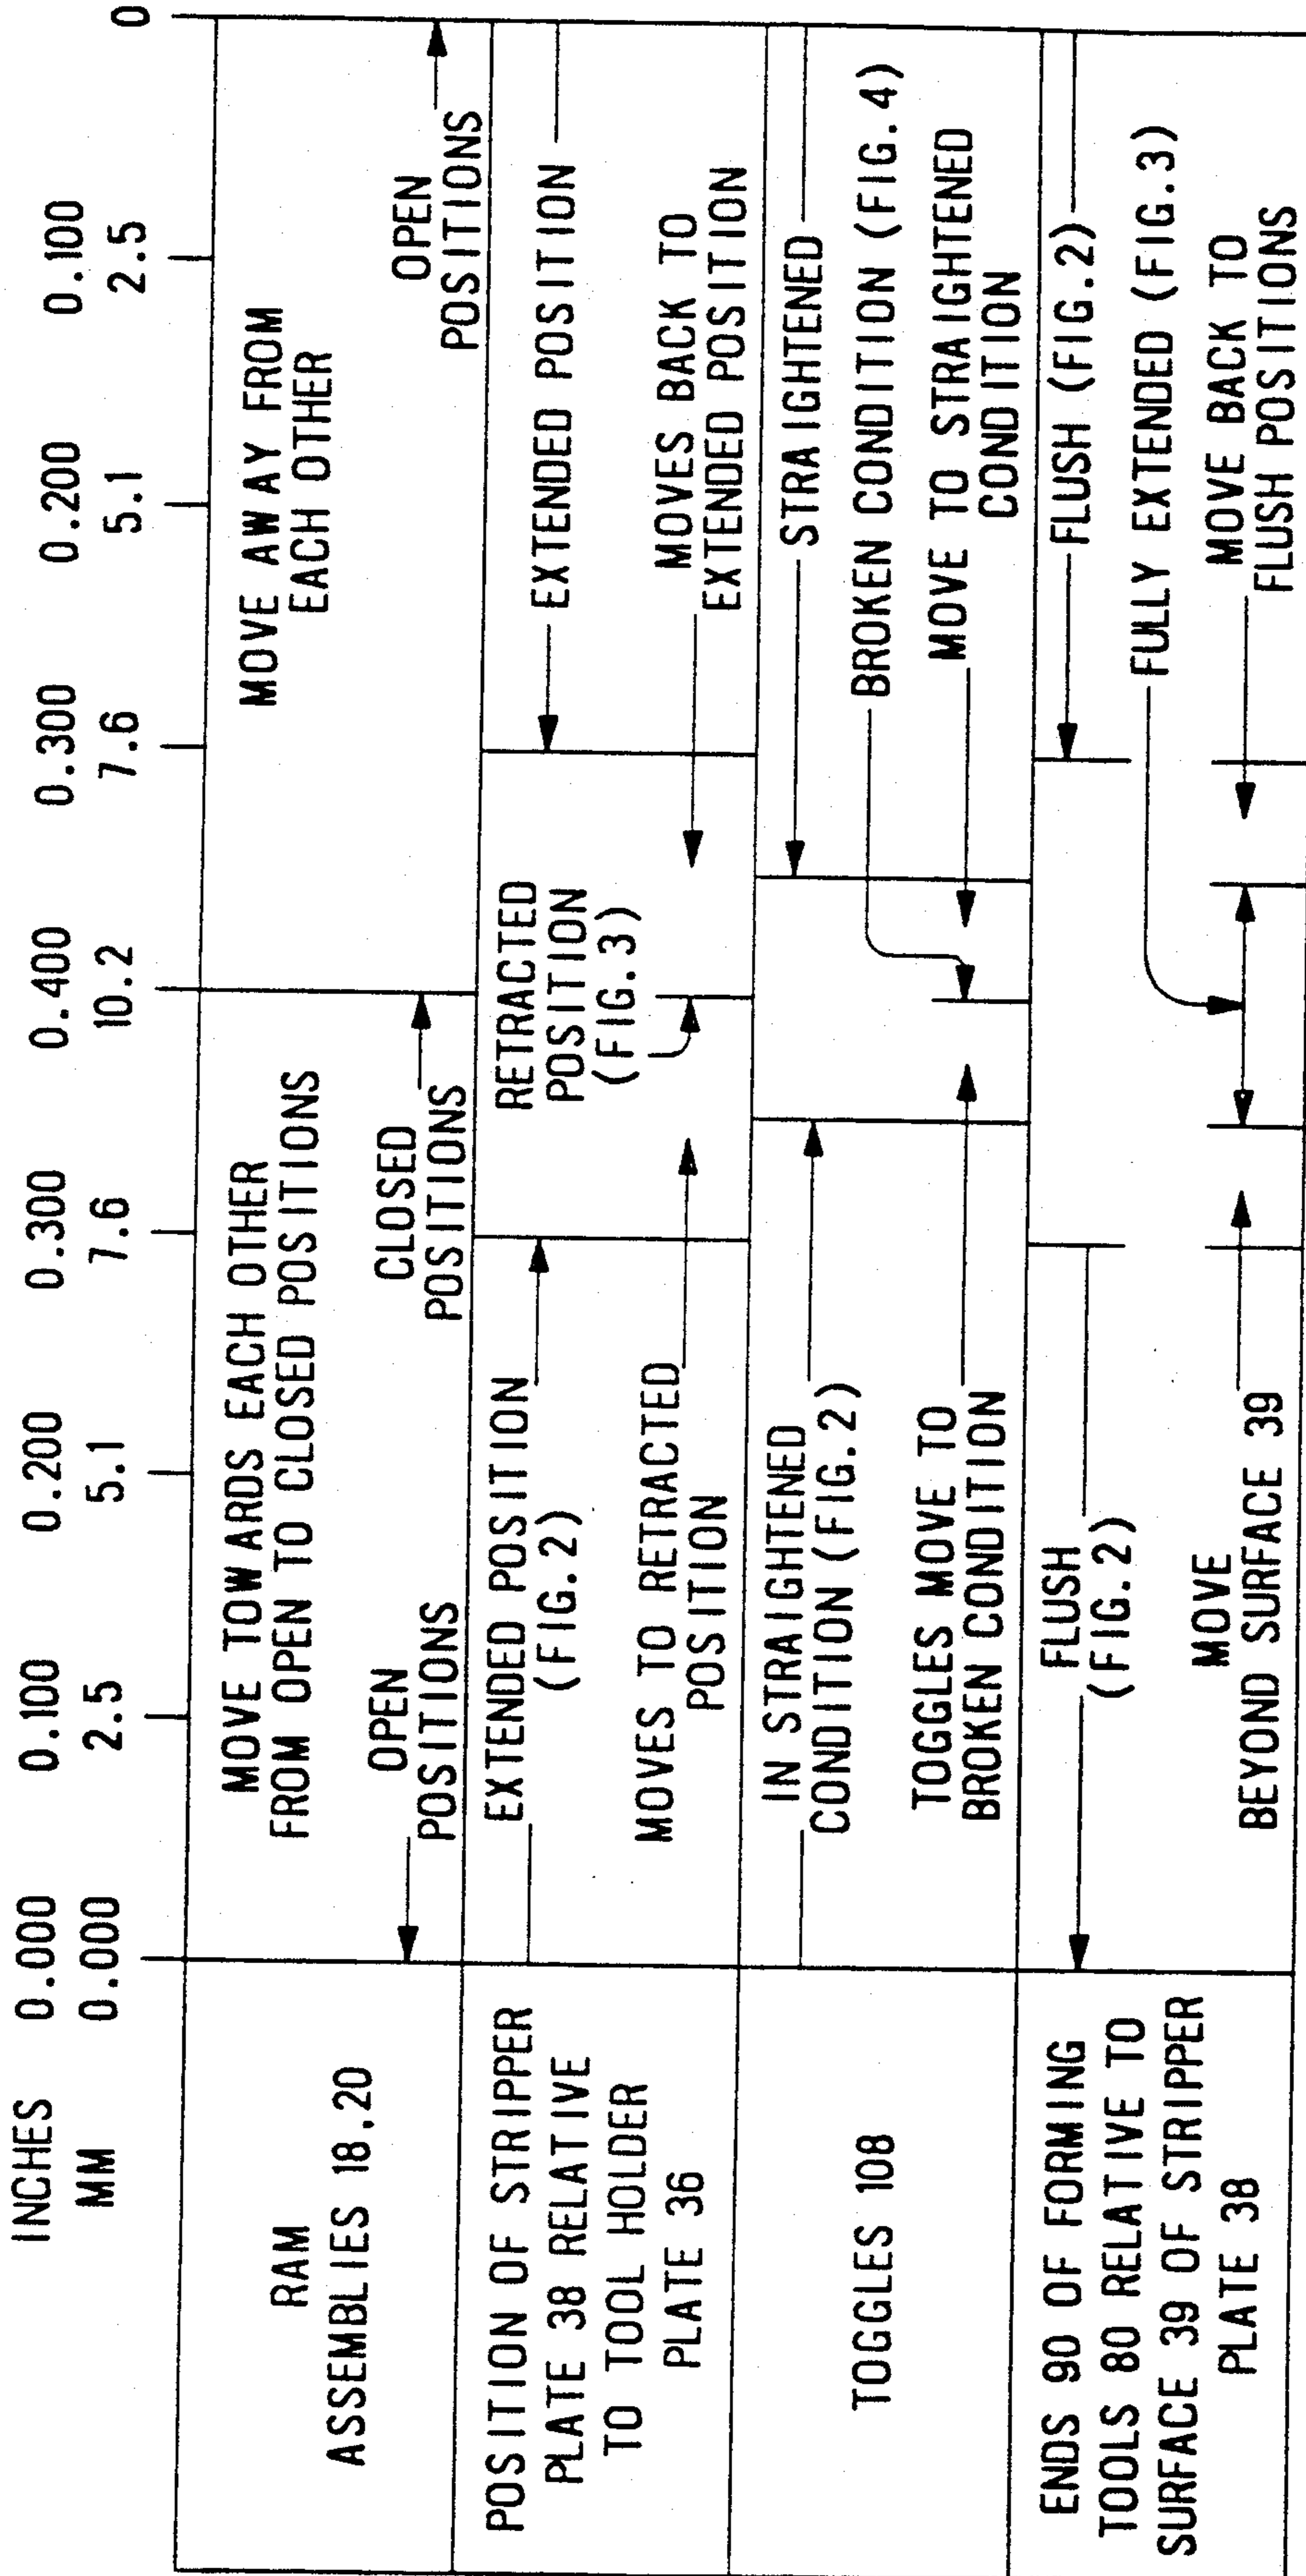 INCHES 0.000 0.100 0.200 0.300 0.400 0.300 0.200 0.100 0
MM 0.000 2.5 5.1 7.6 10.2 7.6 5.1 2.5
RAM
ASSEMBLIES 18,20
MOVE TOWARDS EACH OTHER
FROM OPEN TO CLOSED POSITIONS
OPEN
POSITIONS
CLOSED
POSITIONS
MOVE AWAY FROM
EACH OTHER
OPEN
POSITIONS
POSITION OF STRIPPER
PLATE 38 RELATIVE
TO TOOL HOLDER
PLATE 36
EXTENDED POSITION
(FIG.2)
MOVES TO RETRACTED
POSITION
RETRACTED
POSITION
(FIG.3)
EXTENDED POSITION
MOVES BACK TO
EXTENDED POSITION
TOGGLES 108
IN STRAIGHTENED
CONDITION (FIG.2)
TOGGLES MOVE TO
BROKEN CONDITION
STRAIGHTENED
BROKEN CONDITION (FIG.4)
MOVE TO STRAIGHTENED
CONDITION
ENDS 90 OF FORMING
TOOLS 80 RELATIVE TO
SURFACE 39 OF STRIPPER
PLATE 38
FLUSH
(FIG.2)
MOVE
BEYOND SURFACE 39
FLUSH (FIG.2)
FULLY EXTENDED (FIG.3)
MOVE BACK TO
FLUSH POSITIONS